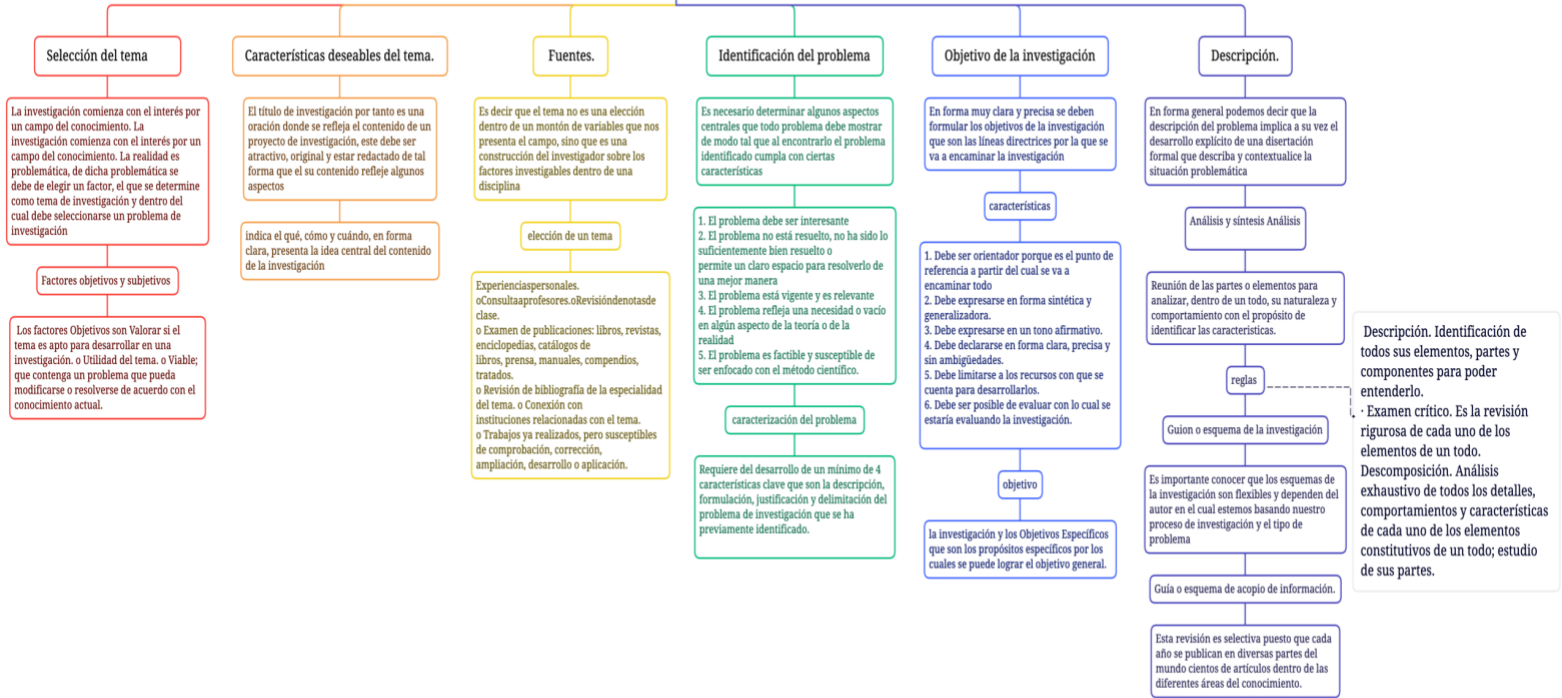 Selección del tema
La investigación comienza con el interés por
un campo del conocimiento. La
investigación comienza con el interés por un
campo del conocimiento. La realidad es
problemática, de dicha problemática se
debe de elegir un factor, el que se determine
como tema de investigación y dentro del
cual debe seleccionarse un problema de
investigación
Factores objetivos y subjetivos
Los factores Objetivos son Valorar si el
tema es apto para desarrollar en una
investigación. o Utilidad del tema. o Viable;
que contenga un problema que pueda
modificarse o resolverse de acuerdo con el
conocimiento actual.
Características deseables del tema.
El título de investigación por tanto es una
oración donde se refleja el contenido de un
proyecto de investigación, este debe ser
atractivo, original y estar redactado de tal
forma que el su contenido refleje algunos
aspectos
indica el qué, cómo y cuándo, en forma
clara, presenta la idea central del contenido
de la investigación
Fuentes.
Es decir que el tema no es una elección
dentro de un montón de variables que nos
presenta el campo, sino que es una
construcción del investigador sobre los
factores investigables dentro de una
disciplina
elección de un tema
Experienciaspersonales.
oConsultaaprofesores.oRevisióndenotasde
clase.
o Examen de publicaciones: libros, revistas,
enciclopedias, catálogos de
libros, prensa, manuales, compendios,
tratados.
o Revisión de bibliografía de la especialidad
del tema. o Conexión con
instituciones relacionadas con el tema.
o Trabajos ya realizados, pero susceptibles
de comprobación, corrección,
ampliación, desarrollo o aplicación.
Identificación del problema
Es necesario determinar algunos aspectos
centrales que todo problema debe mostrar
de modo tal que al encontrarlo el problema
identificado cumpla con ciertas
características
1. El problema debe ser interesante
2. El problema no está resuelto, no ha sido lo
suficientemente bien resuelto o
permite un claro espacio para resolverlo de
una mejor manera
3. El problema está vigente y es relevante
4. El problema refleja una necesidad o vacío
en algún aspecto de la teoría o de la
realidad
5. El problema es factible y susceptible de
ser enfocado con el método científico.
caracterización del problema
Requiere del desarrollo de un mínimo de 4
características clave que son la descripción,
formulación, justificación y delimitación del
problema de investigación que se ha
previamente identificado.
Objetivo de la investigación
En forma muy clara y precisa se deben
formular los objetivos de la investigación
que son las líneas directrices por la que se
va a encaminar la investigación
características
1. Debe ser orientador porque es el punto de
referencia a partir del cual se va a
encaminar todo
2. Debe expresarse en forma sintética y
generalizadora.
3. Debe expresarse en un tono afirmativo.
4. Debe declararse en forma clara, precisa y
sin ambigüedades.
5. Debe limitarse a los recursos con que se
cuenta para desarrollarlos.
6. Debe ser posible de evaluar con lo cual se
estaría evaluando la investigación.
objetivo
la investigación y los Objetivos Específicos
que son los propósitos específicos por los
cuales se puede lograr el objetivo general.
Descripción.
En forma general podemos decir que la
descripción del problema implica a su vez el
desarrollo explícito de una disertación
formal que describa y contextualice la
situación problemática
Análisis y síntesis Análisis
Reunión de las partes o elementos para
analizar, dentro de un todo, su naturaleza y
comportamiento con el propósito de
identificar las caracteristicas.
reglas
Guion o esquema de la investigación
Es importante conocer que los esquemas de
la investigación son flexibles y dependen del
autor en el cual estemos basando nuestro
proceso de investigación y el tipo de
problema
Guía o esquema de acopio de información.
Esta revisión es selectiva puesto que cada
año se publican en diversas partes del
mundo cientos de artículos dentro de las
diferentes áreas del conocimiento.
Descripción. Identificación de
todos sus elementos, partes y
componentes para poder
entenderlo.
· Examen crítico. Es la revisión
rigurosa de cada uno de los
elementos de un todo.
Descomposición. Análisis
exhaustivo de todos los detalles,
comportamientos y características
de cada uno de los elementos
constitutivos de un todo; estudio
de sus partes.